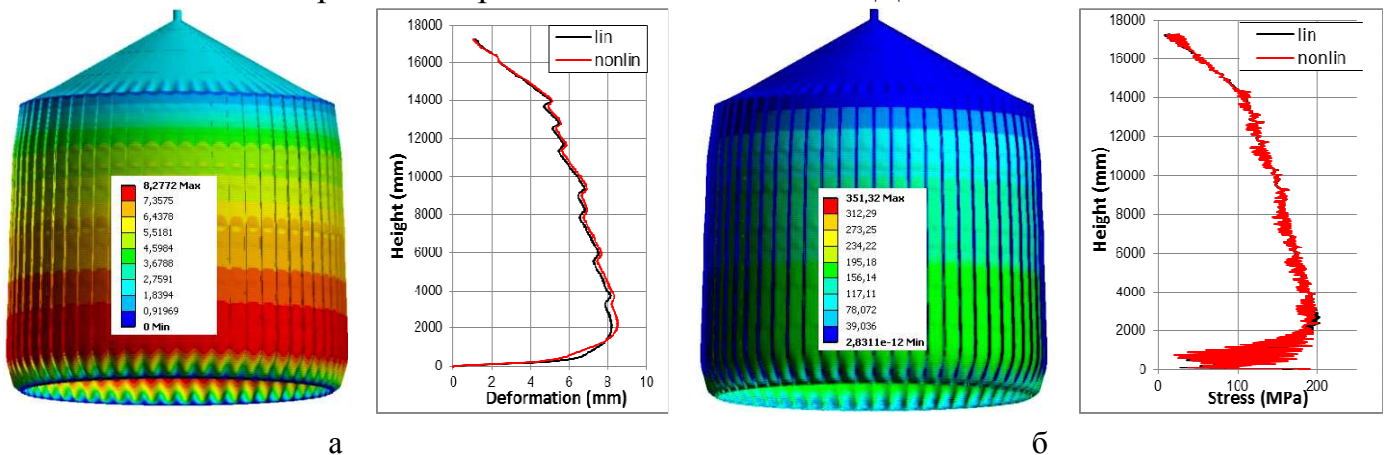 8,2772 Max
7,3575
6,4378
5,5181
4,5984
3,6788
2,7591
1,8394
0,91969
0 Min
Height (mm)
18000
16000
14000
12000
10000
8000
6000
4000
2000
0
lin
nonlin
0 2 4 6 8 10
Deformation (mm)
а
351,32 Max
312,29
273,25
234,22
195,18
156,14
117,11
78,072
39,036
2,8311e-12 Min
Height (mm)
18000
16000
14000
12000
10000
8000
6000
4000
2000
0
lin
nonlin
0 100 200
Stress (MPa)
б